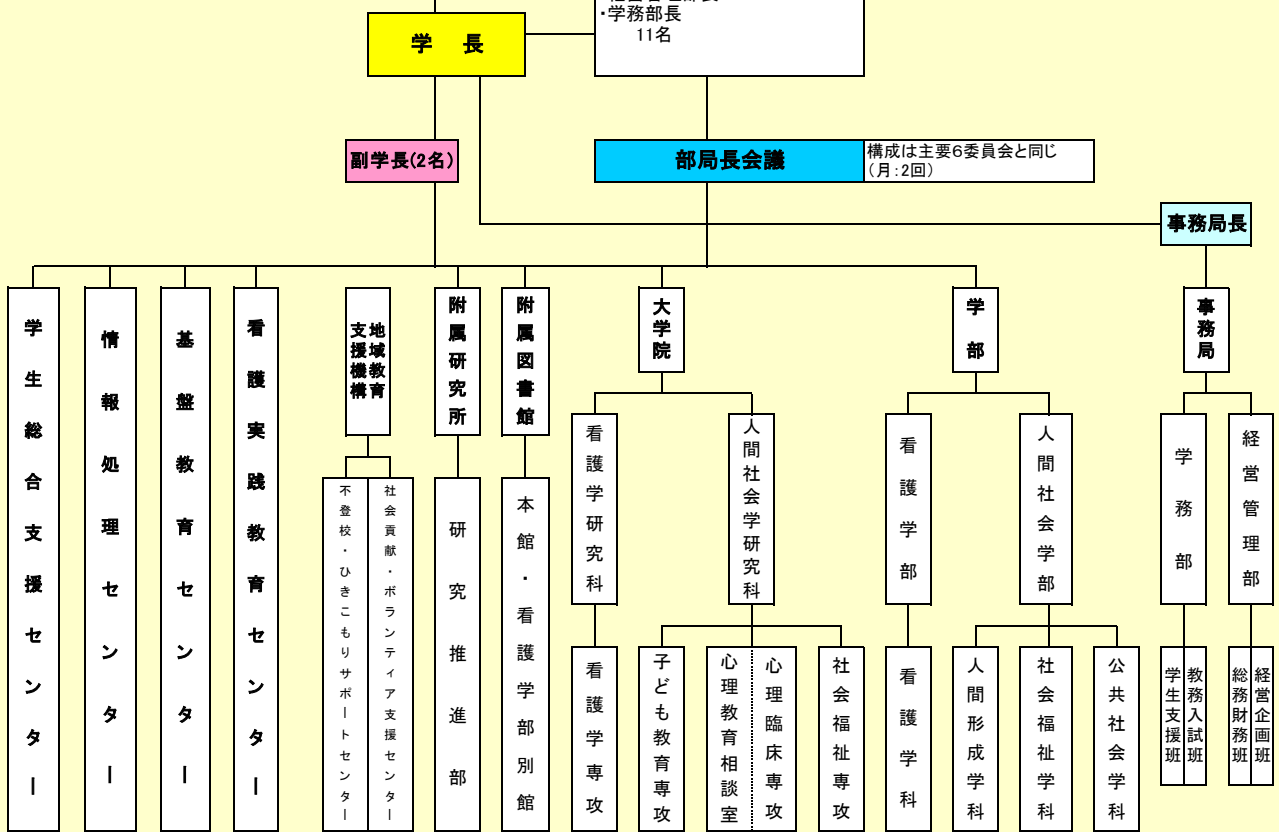 ・学務部長
11名
学 長
副学長(2名)
部局長会議
構成は主要6委員会と同じ
(月:2回)
事務局長
学生総合支援センター
情報処理センター
基盤教育センター
看護実践教育センター
地域教育
支援機構
附属研究所
附属図書館
大学院
学部
事務局
不登校・ひきこもりサポートセンター
社会貢献・ボランティア支援センター
研究推進部
本館・看護学部別館
看護学研究科
人間社会学研究科
看護学部
人間社会学部
学務部
経営管理部
看護学専攻
子ども教育専攻
心理教育相談室
心理臨床専攻
社会福祉専攻
看護学科
人間形成学科
社会福祉学科
公共社会学科
学生支援班
教務入試班
総務財務班
経営企画班